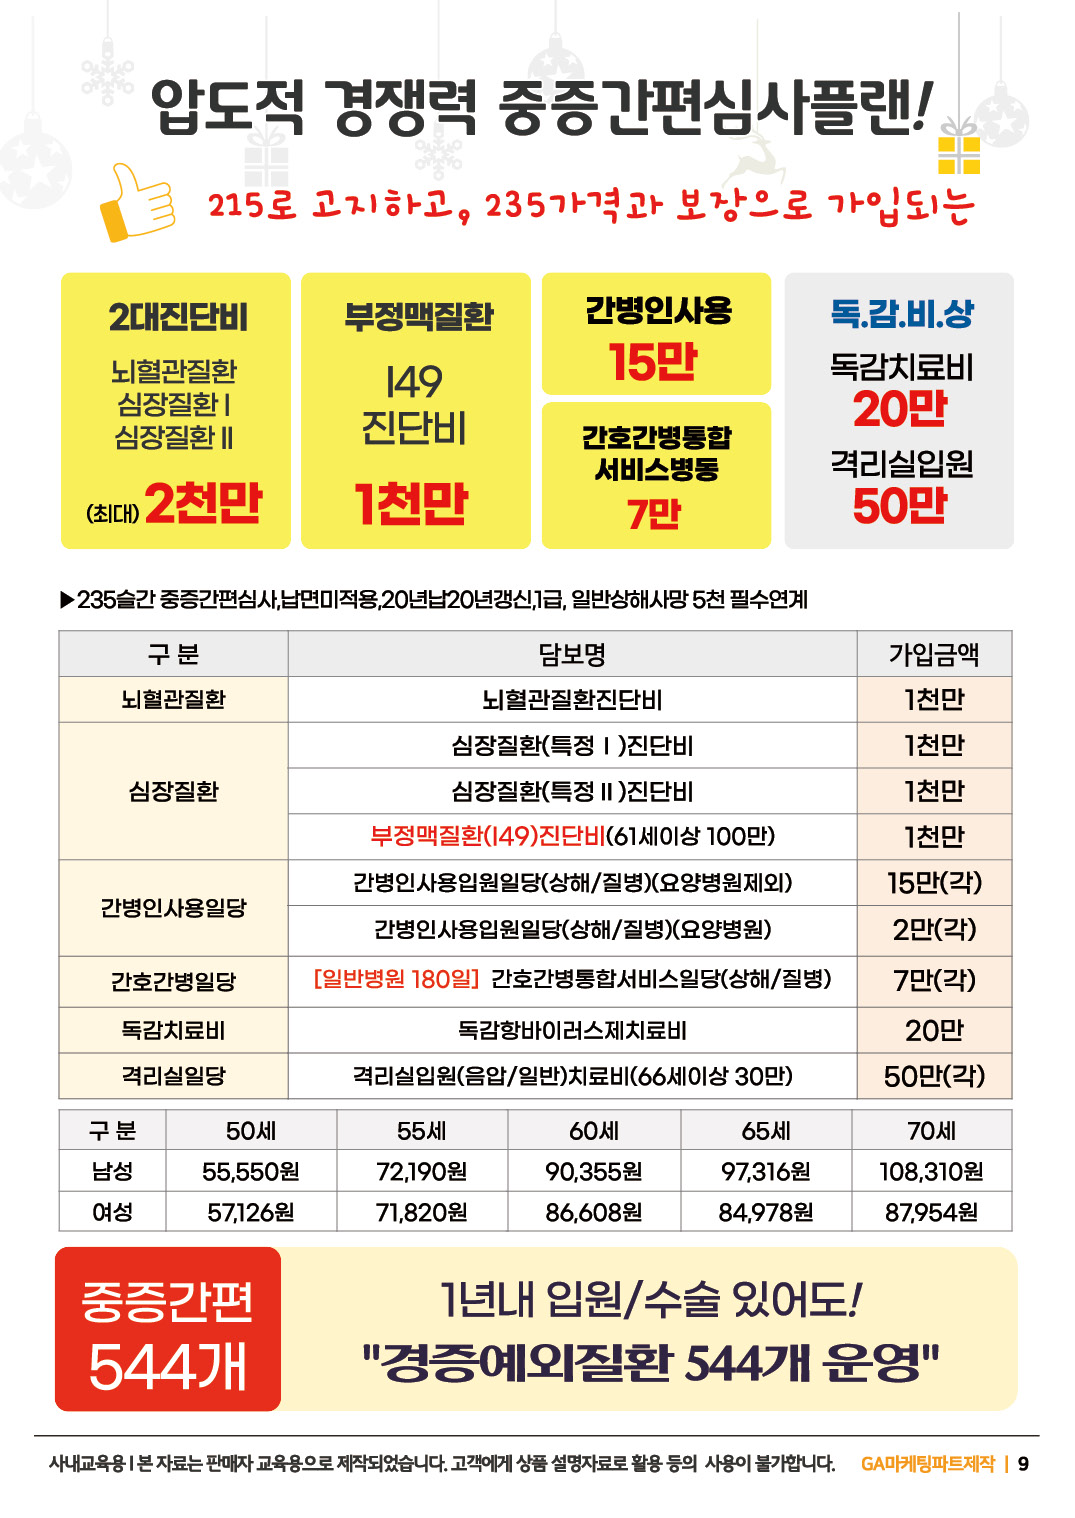 압도적 경쟁력 중증간편심사플랜!
215로 고지하고, 235가격과 보장으로 가입되는
2대진단비
뇌혈관질환
심장질환 I
심장질환 II
(최대) 2천만
부정맥질환
I49
진단비
1천만
간병인사용
15만
간호간병통합
서비스병동
7만
독.감.비.상
독감치료비
20만
격리실입원
50만
▶235슬간 중증간편심사,납면미적용,20년납20년갱신,1급, 일반상해사망 5천 필수연계
구 분 담보명 가입금액
뇌혈관질환 뇌혈관질환진단비 1천만
심장질환 심장질환(특정 I )진단비 1천만
심장질환(특정 II )진단비 1천만
부정맥질환(I49)진단비(61세이상 100만) 1천만
간병인사용일당 간병인사용입원일당(상해/질병)(요양병원제외) 15만(각)
간병인사용입원일당(상해/질병)(요양병원) 2만(각)
간호간병일당 [일반병원 180일] 간호간병통합서비스일당(상해/질병) 7만(각)
독감치료비 독감항바이러스제치료비 20만
격리실일당 격리실입원(음압/일반)치료비(66세이상 30만) 50만(각)
구 분 50세 55세 60세 65세 70세
남성 55,550원 72,190원 90,355원 97,316원 108,310원
여성 57,126원 71,820원 86,608원 84,978원 87,954원
중증간편
544개
1년내 입원/수술 있어도!
"경증예외질환 544개 운영"
사내교육용 I 본 자료는 판매자 교육용으로 제작되었습니다. 고객에게 상품 설명자료로 활용 등의 사용이 불가합니다. GA마케팅파트제작 | 9